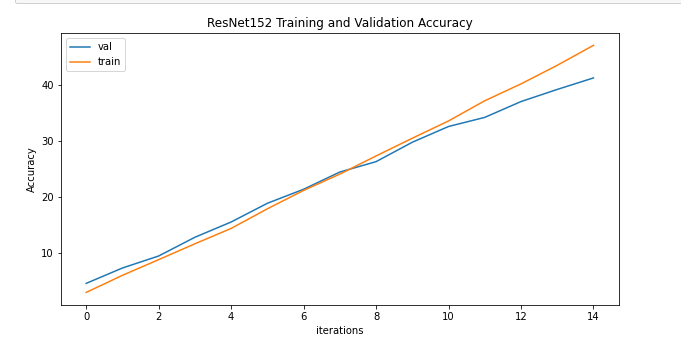 ResNet152 Training and Validation Accuracy
val
train
40
30
20
10
Accuracy
0 2 4 6 8 10 12 14
iterations